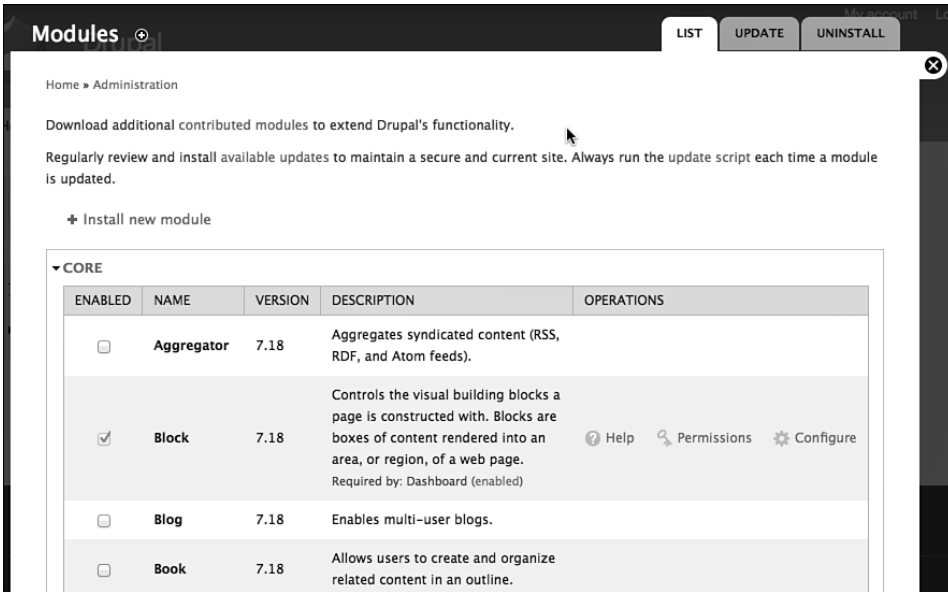 My account
Modules
Drupal
LIST
UPDATE
UNINSTALL
Home » Administration
Download additional contributed modules to extend Drupal's functionality.
Regularly review and install available updates to maintain a secure and current site. Always run the update script each time a module
is updated.
+ Install new module
CORE
ENABLED NAME VERSION DESCRIPTION OPERATIONS
Aggregator 7.18 Aggregates syndicated content (RSS,
RDF, and Atom feeds).
Controls the visual building blocks a
page is constructed with. Blocks are
Block 7.18 boxes of content rendered into an Help Permissions Configure
area, or region, of a web page.
Required by: Dashboard (enabled)
Blog 7.18 Enables multi-user blogs.
Allows users to create and organize
Book 7.18
related content in an outline.